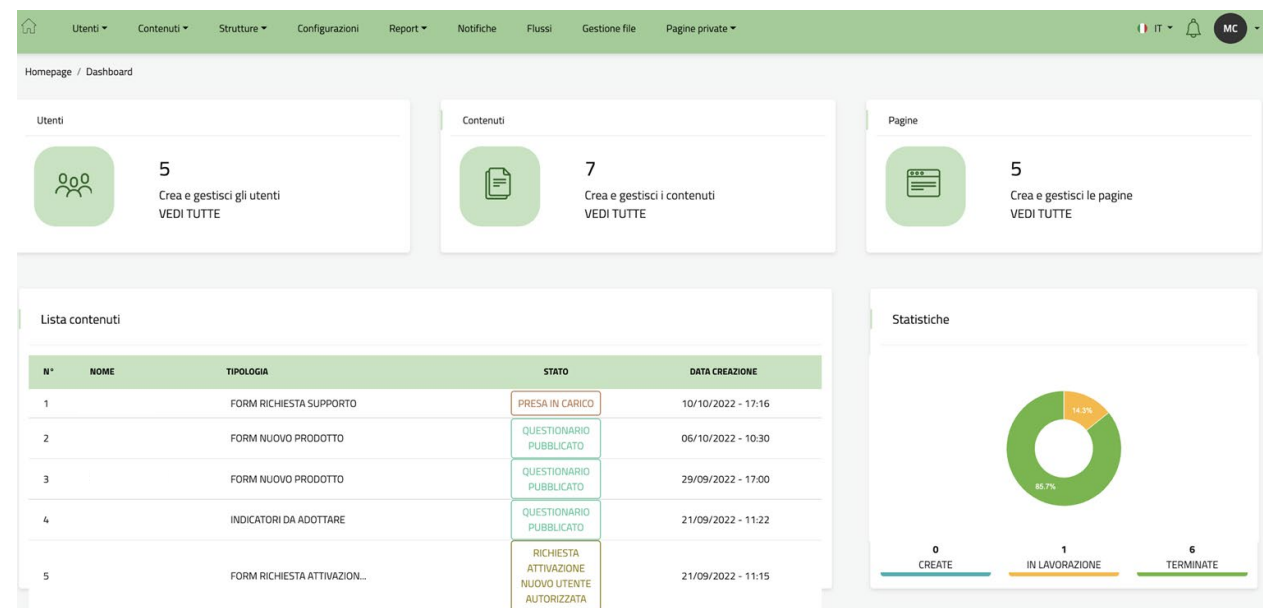 Utenti Contenuti Strutture Configurazioni Report Notifiche Flussi Gestione file Pagine private IT MC
Homepage / Dashboard
Utenti
5
Crea e gestisci gli utenti
VEDI TUTTE
Contenuti
7
Crea e gestisci i contenuti
VEDI TUTTE
Pagine
5
Crea e gestisci le pagine
VEDI TUTTE
Lista contenuti
N° NOME TIPOLOGIA STATO DATA CREAZIONE
1 FORM RICHIESTA SUPPORTO PRESA IN CARICO 10/10/2022 - 17:16
2 FORM NUOVO PRODOTTO QUESTIONARIO
PUBBLICATO 06/10/2022 - 10:30
3 FORM NUOVO PRODOTTO QUESTIONARIO
PUBBLICATO 29/09/2022 - 17:00
4 INDICATORI DA ADOTTARE QUESTIONARIO
PUBBLICATO 21/09/2022 - 11:22
5 FORM RICHIESTA ATTIVAZION... RICHIESTA
ATTIVAZIONE
NUOVO UTENTE
AUTORIZZATA 21/09/2022 - 11:15
Statistiche
14.3%
85.7%
0 1 6
CREATE IN LAVORAZIONE TERMINATE